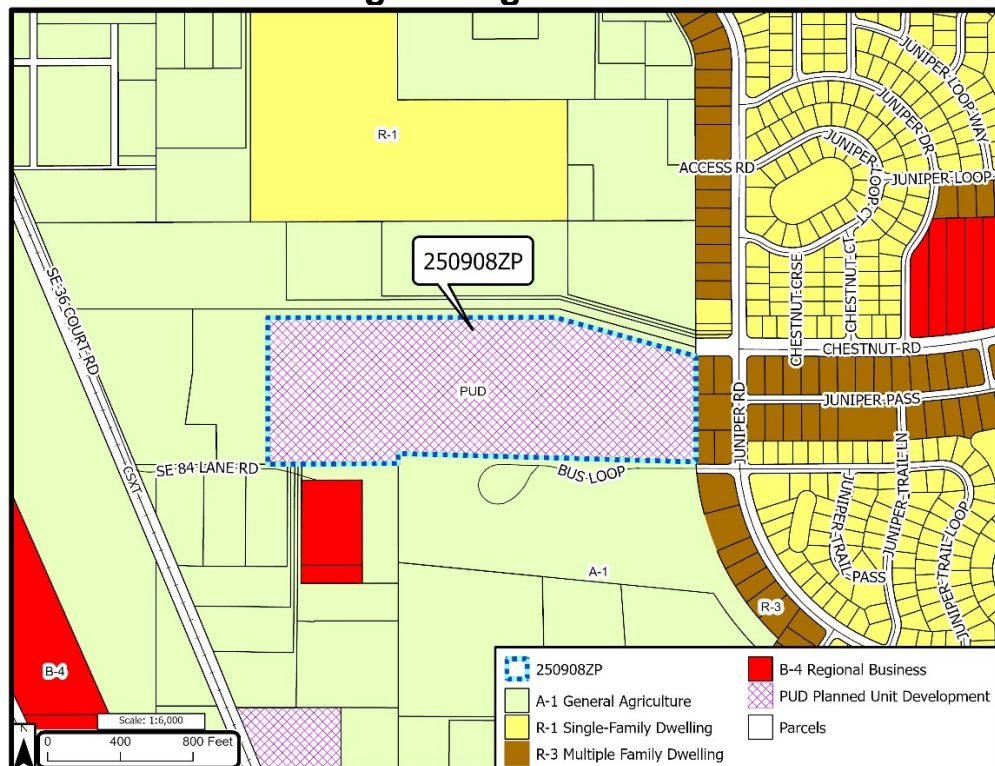 R-1
ACCESS RD
JUNIPER LOOP WAY
JUNIPER DR
JUNIPER LOOP CT
JUNIPER LOOP
CHESTNUT CRSE
CHESTNUT CT
250908ZP
SE 36 COURT RD
CHESTNUT RD
PUD
JUNIPER PASS
JUNIPER RD
SE 84 LANE RD
BUS LOOP
CSXT
JUNIPER TRAIL LN
JUNIPER TRAIL
PASS
JUNIPER TRAIL LOOP
A-1
R-3
B-4
Scale: 1:6,000
N
0 400 800 Feet
250908ZP
A-1 General Agriculture
R-1 Single-Family Dwelling
R-3 Multiple Family Dwelling
B-4 Regional Business
PUD Planned Unit Development
Parcels